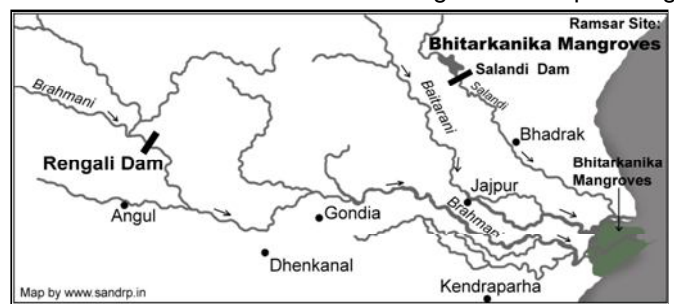 Ramsar Site:
Bhitarkanika Mangroves
Salandi Dam
Brahmani
Baitarani
Salandi
Bhadrak
Rengali Dam
Bhitarkanika
Mangroves
Jajpur
Angul
Gondia
Brahmani
Dhenkanal
Kendraparha
Map by www.sandrp.in